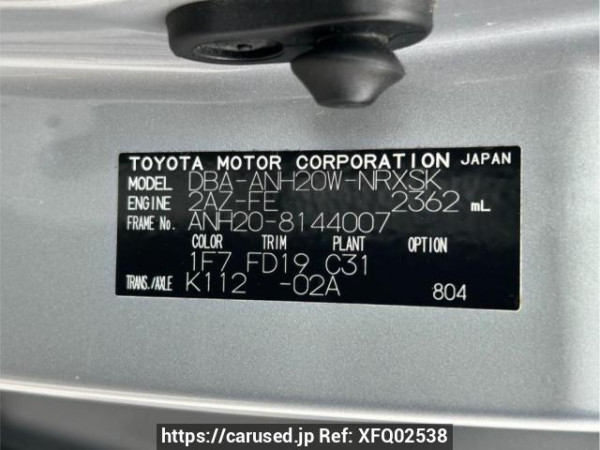 TOYOTA MOTOR CORPORATION JAPAN
MODEL DBA-ANH20W-NRXSK
ENGINE 2AZ-FE 2362 mL
FRAME No. ANH20-8144007
COLOR TRIM PLANT OPTION
1F7 FD19 C31
TRANS./AXLE K112 -02A 804
https://carused.jp Ref: XFQ02538